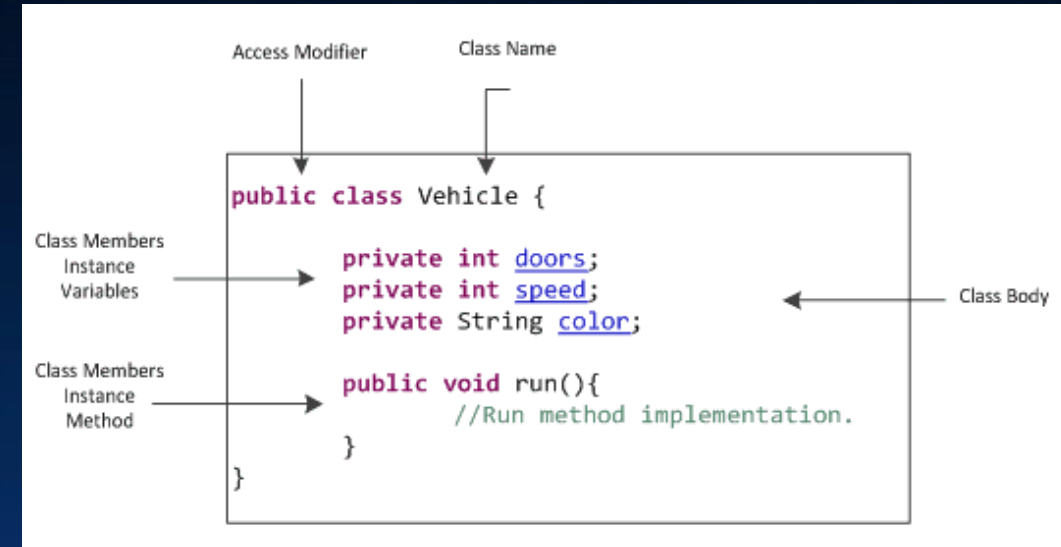 Access Modifier
Class Name
public class Vehicle {
Class Members
Instance
Variables
private int doors;
private int speed;
private String color;
Class Body
Class Members
Instance
Method
public void run(){
//Run method implementation.
}
}